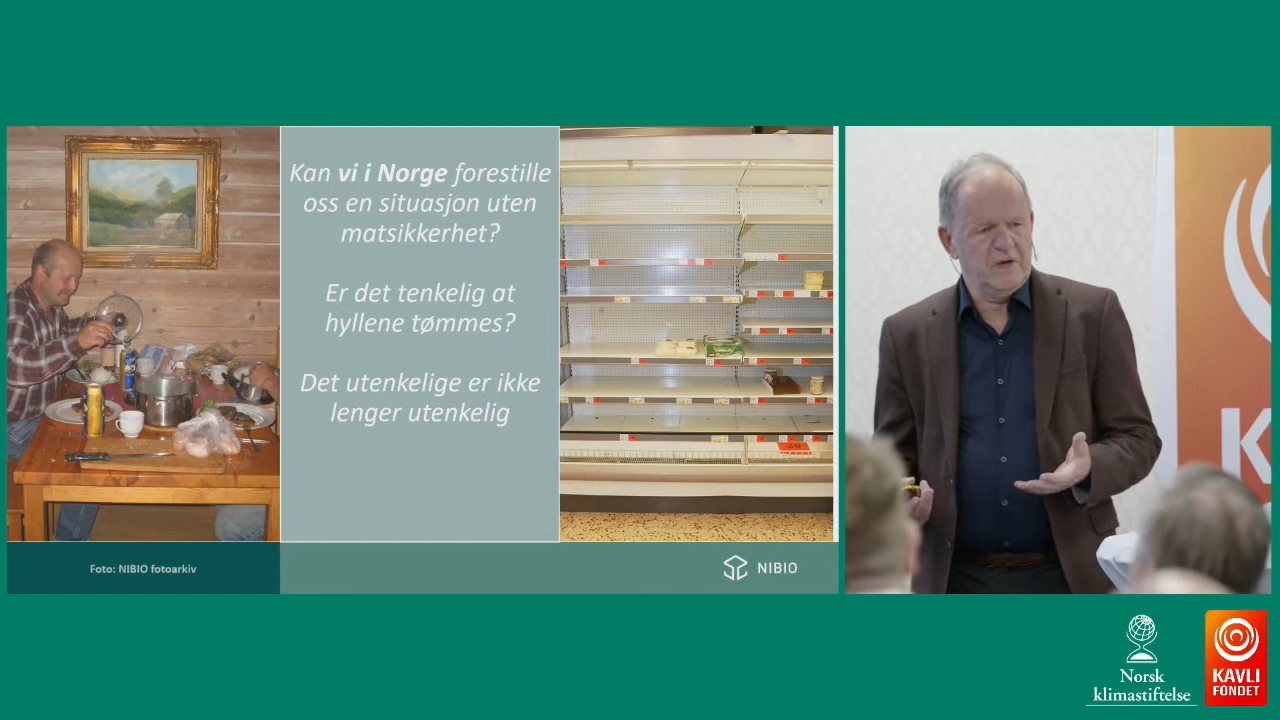 Kan vi i Norge forestille
oss en situasjon uten
matsikkerhet?
Er det tenkelig at
hyllene tømmes?
Det utenkelige er ikke
lenger utenkelig
Foto: NIBIO fotoarkiv
NIBIO
K
Norsk
klimastiftelse
KAVLI
FONDET